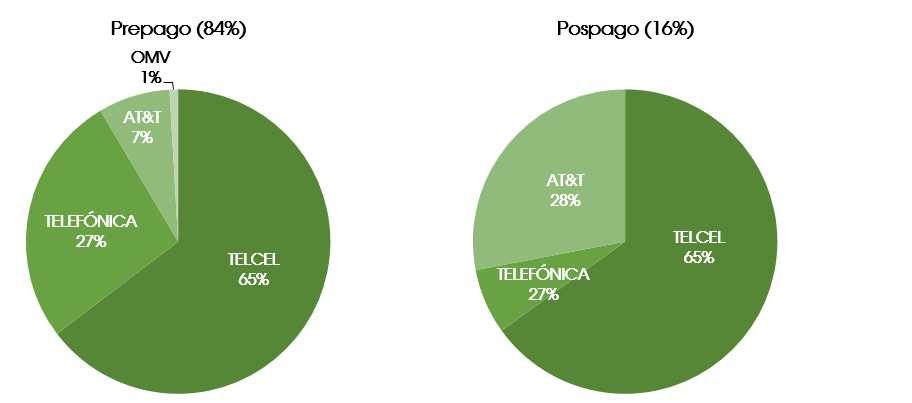 Prepago (84%)
OMV
1%
AT&T
7%
TELEFÓNICA
27%
TELCEL
65%
Pospago (16%)
AT&T
28%
TELCEL
65%
TELEFÓNICA
27%